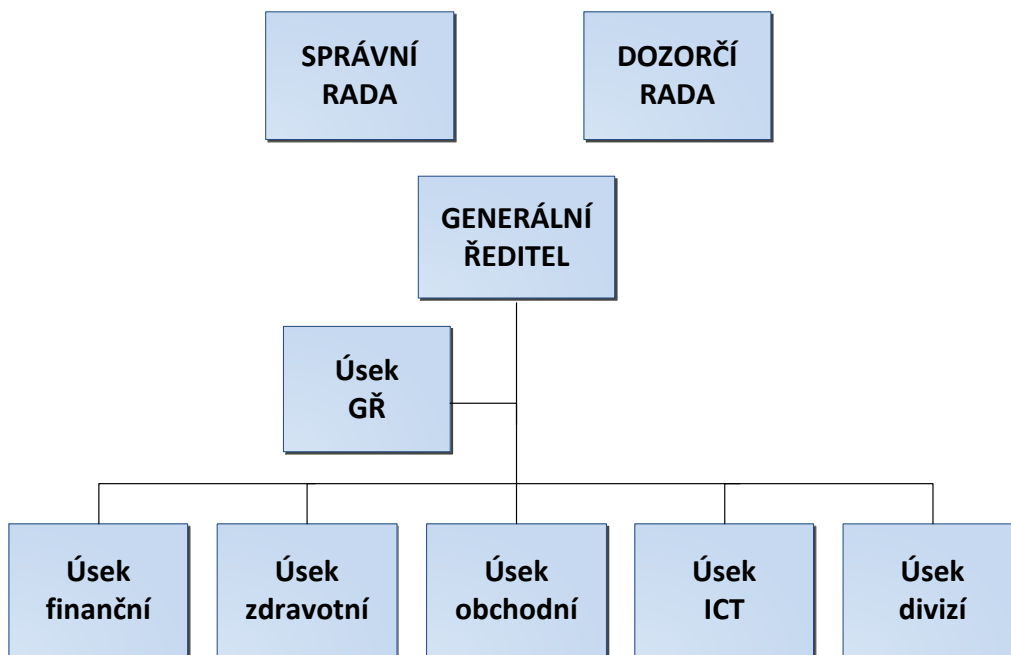 SPRÁVNÍ
RADA
DOZORČÍ
RADA
GENERÁLNÍ
ŘEDITEL
Úsek
GŘ
Úsek
finanční
Úsek
zdravotní
Úsek
obchodní
Úsek
ICT
Úsek
divizí